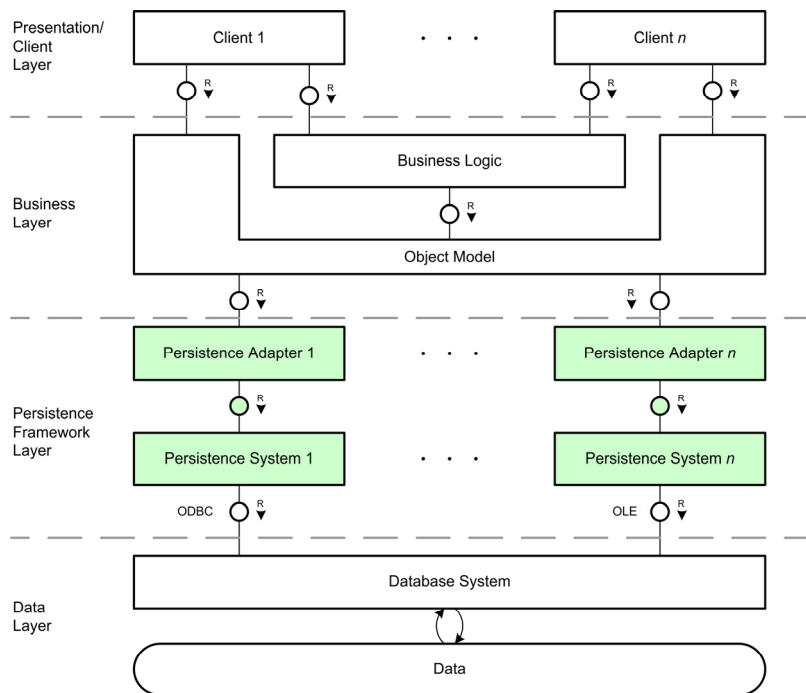 Presentation/
Client
Layer
Client 1
. . .
Client n
R
R
R
R
Business
Layer
Business Logic
R
Object Model
R
R
Persistence
Framework
Layer
Persistence Adapter 1
. . .
Persistence Adapter n
R
R
Persistence System 1
. . .
Persistence System n
ODBC
R
OLE
R
Data
Layer
Database System
Data